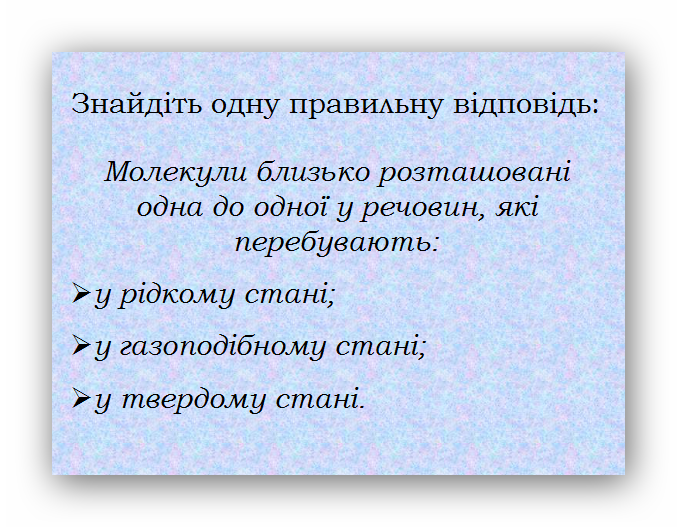 Знайдіть одну правильну відповідь:
Молекули близько розташовані
одна до одної у речовин, які
перебувають:
➢у рідкому стані;
➢у газоподібному стані;
➢у твердому стані.